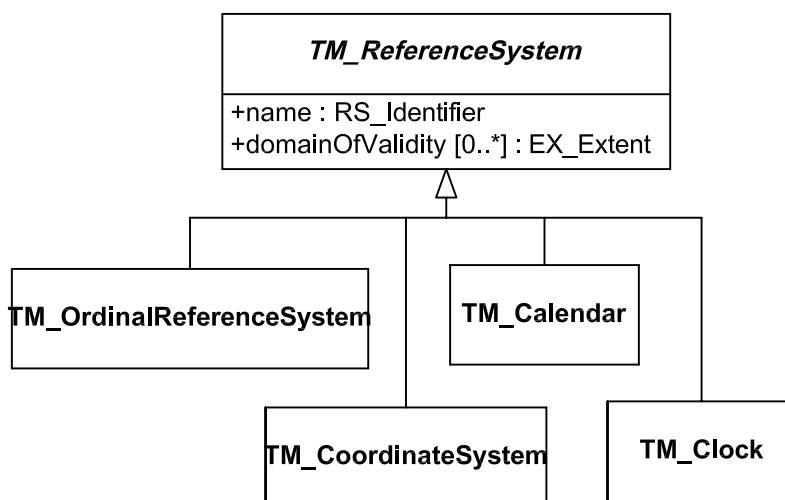 TM_ReferenceSystem
+name : RS_Identifier
+domainOfValidity [0..*] : EX_Extent
TM_OrdinalReferenceSystem
TM_Calendar
TM_CoordinateSystem
TM_Clock